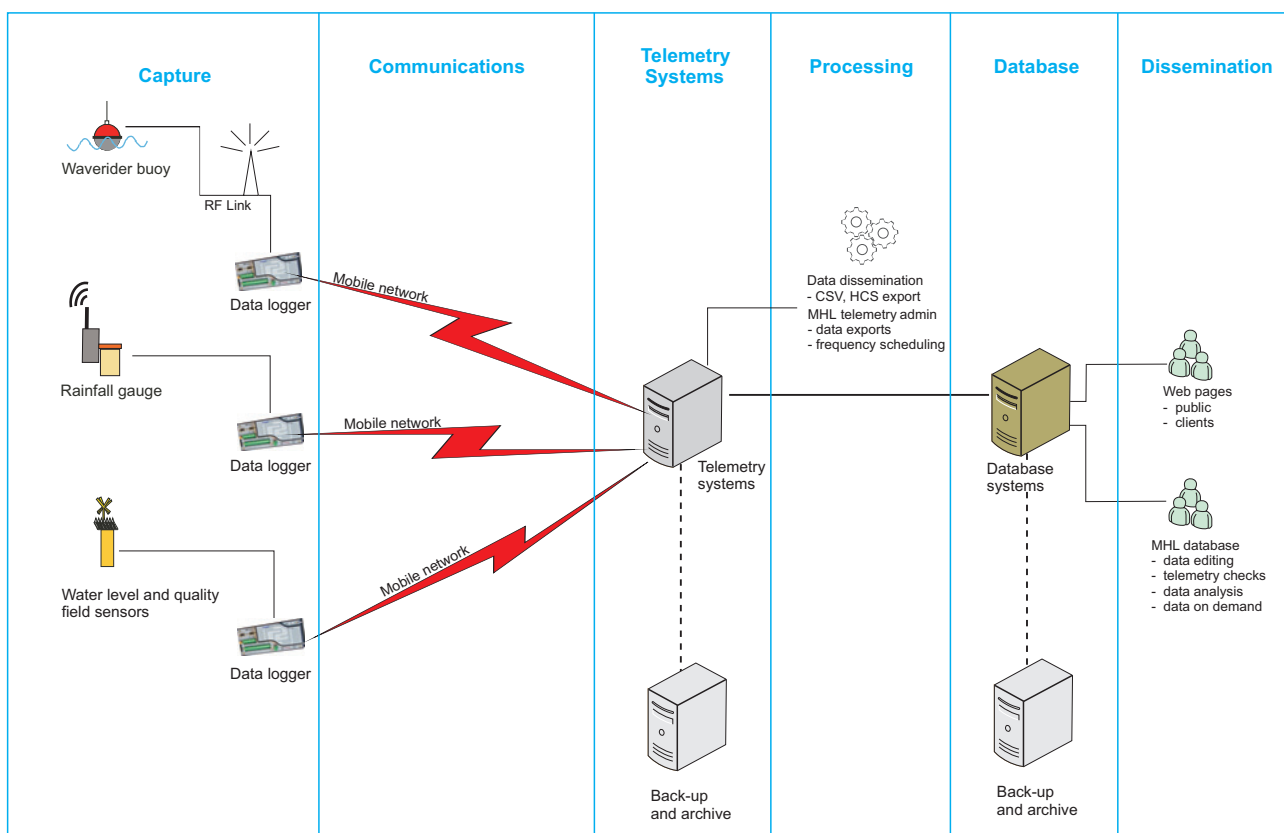 Capture
Communications
Telemetry
Systems
Processing
Database
Dissemination
Waverider buoy
RF Link
Data logger
Mobile network
Rainfall gauge
Data logger
Mobile network
Water level and quality
field sensors
Data logger
Mobile network
Telemetry
systems
Back-up
and archive
Data dissemination
- CSV, HCS export
MHL telemetry admin
- data exports
- frequency scheduling
Database
systems
Back-up
and archive
Web pages
- public
- clients
MHL database
- data editing
- telemetry checks
- data analysis
- data on demand